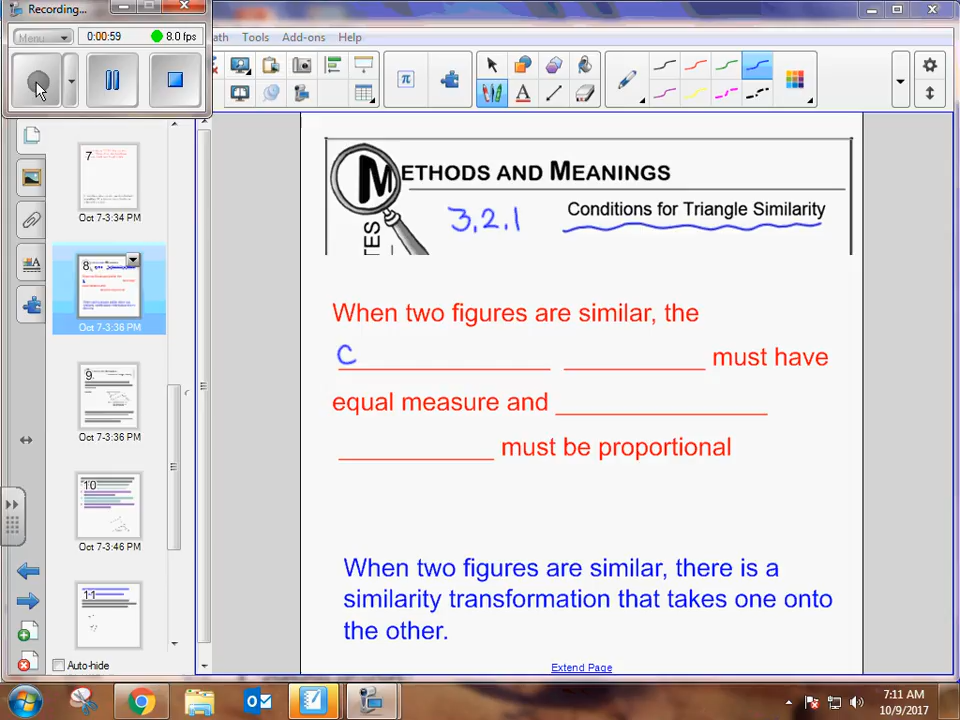 Recording...
Menu
0:00:59
8.0 fps
ath Tools Add-ons Help
METHODS AND MEANINGS
3.2.1 Conditions for Triangle Similarity
TES
7
Oct 7-3:34 PM
8
Oct 7-3:38 PM
9
Oct 7-3:36 PM
10
Oct 7-3:46 PM
11
When two figures are similar, the
C must have
equal measure and
must be proportional
When two figures are similar, there is a
similarity transformation that takes one onto
the other.
Extend Page
Auto-hide
7:11 AM
10/9/2017